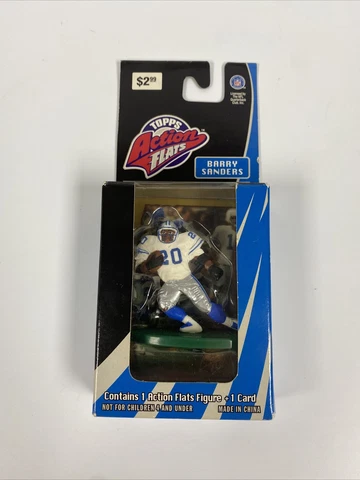 $2.99
NFL
TOPPS
Action
FLATS
BARRY
SANDERS
20
Contains 1 Action Flats Figure + 1 Card
NOT FOR CHILDREN 4 AND UNDER MADE IN CHINA